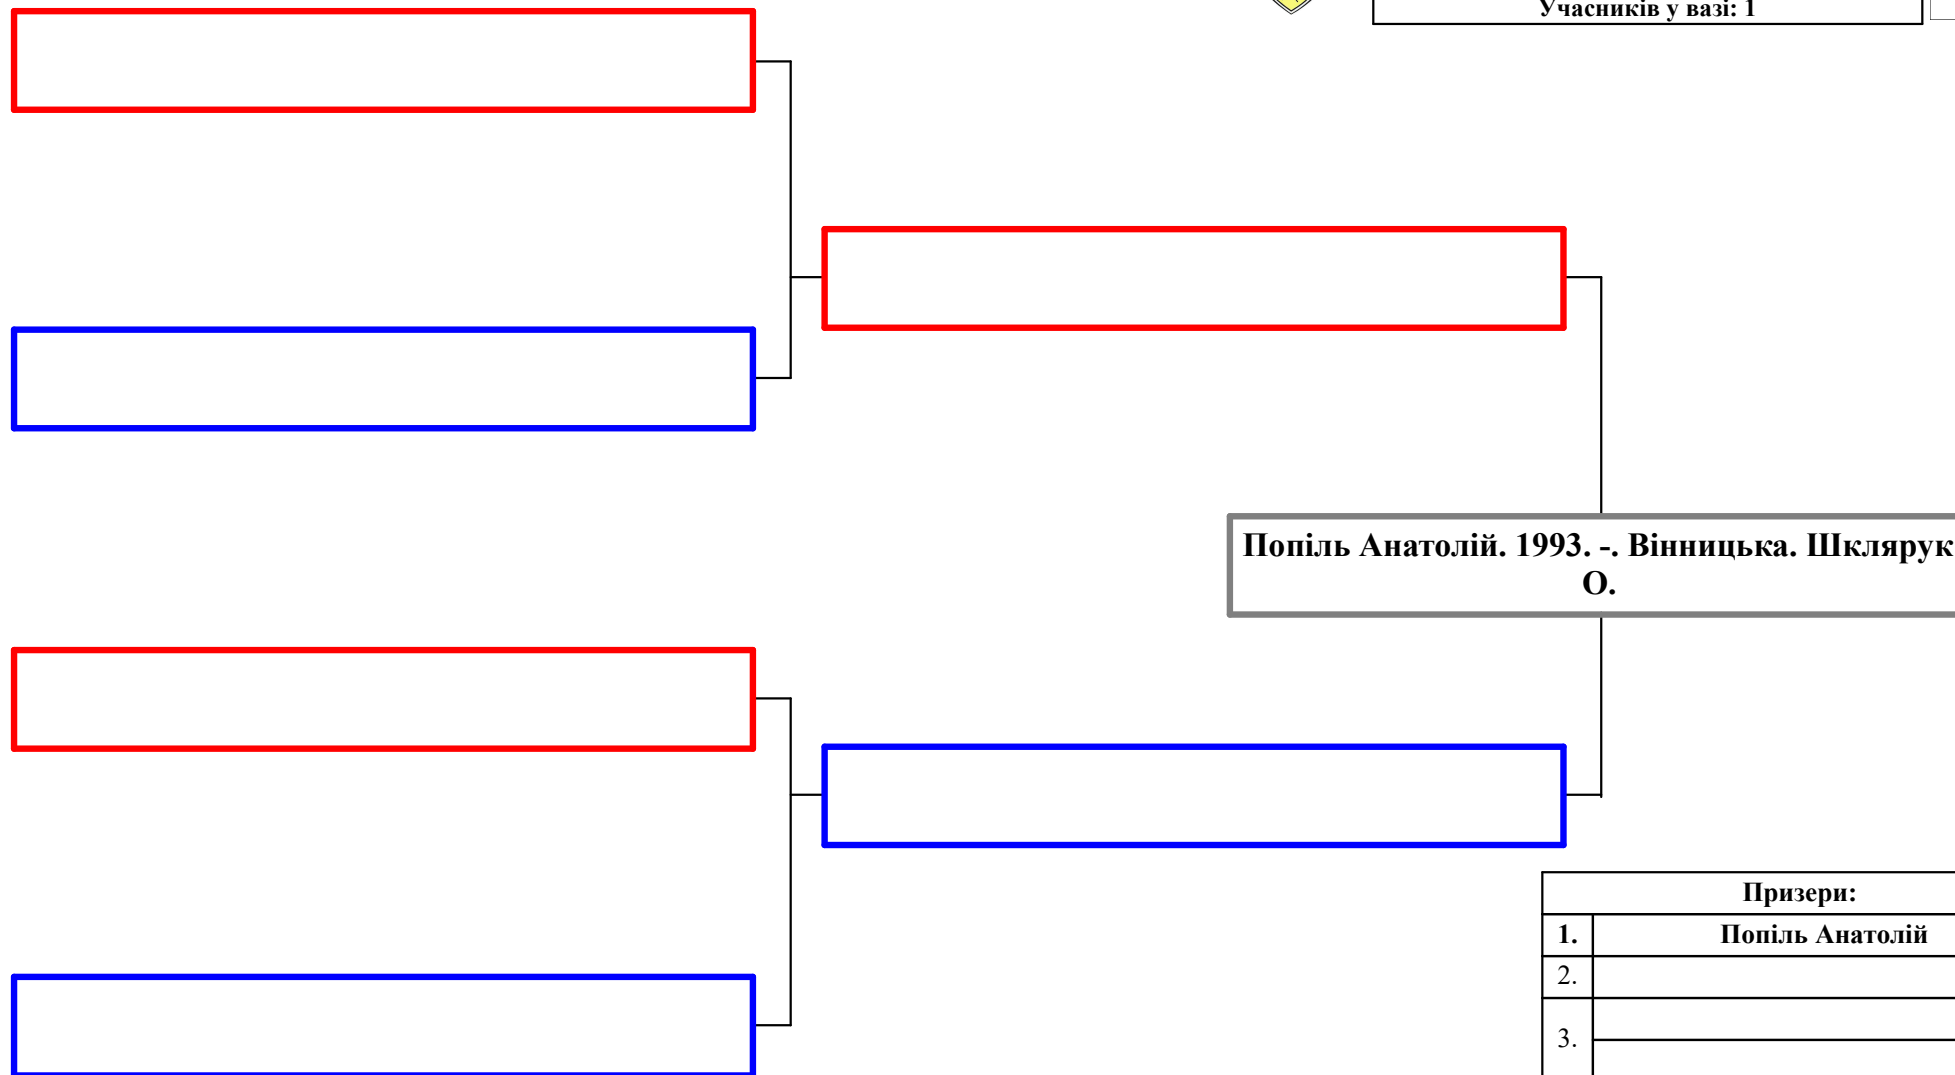 Учасників у вазі: 1
Попіль Анатолій. 1993. -. Вінницька. Шклярук
О.
Призери:
1. Попіль Анатолій
2.
3.